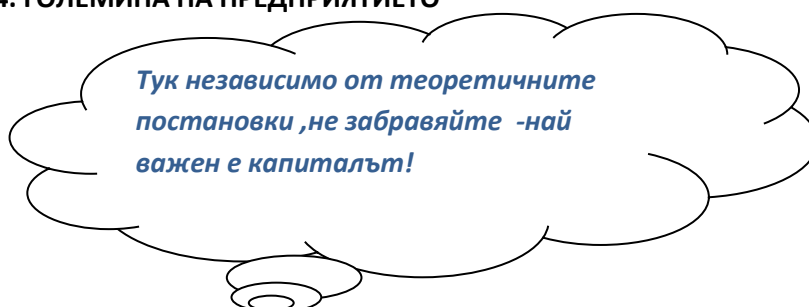 4. ГОЛЕМИНА НА ПРЕДПРИЯТИЕТО
Тук независимо от теоретичните
постановки ,не забравяйте -най
важен е капиталът!